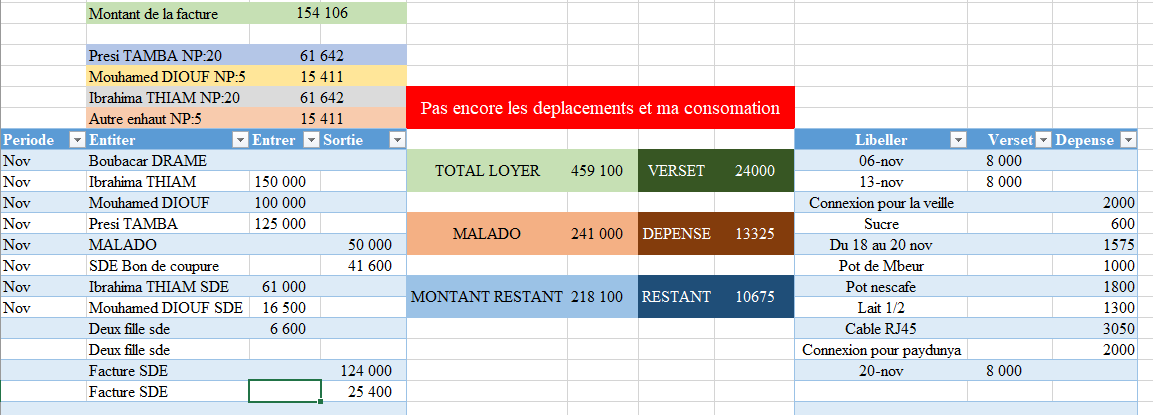 Montant de la facture 154 106
Presi TAMBA NP:20 61 642
Mouhamed DIOUF NP:5 15 411
Ibrahima THIAM NP:20 61 642
Autre enhaut NP:5 15 411
Pas encore les deplacements et ma consomation
Periode Entiter Entrer Sortie
Nov Boubacar DRAME
Nov Ibrahima THIAM 150 000
Nov Mouhamed DIOUF 100 000
Nov Presi TAMBA 125 000
Nov MALADO 50 000
Nov SDE Bon de coupure 41 600
Nov Ibrahima THIAM SDE 61 000
Nov Mouhamed DIOUF SDE 16 500
Deux fille sde 6 600
Deux fille sde
Facture SDE 124 000
Facture SDE 25 400
TOTAL LOYER 459 100 VERSET 24000
MALADO 241 000 DEPENSE 13325
MONTANT RESTANT 218 100 RESTANT 10675
Libeller Verset Depense
06-nov 8 000
13-nov 8 000
Connexion pour la veille 2000
Sucre 600
Du 18 au 20 nov 1575
Pot de Mbeur 1000
Pot nescafe 1800
Lait 1/2 1300
Cable RJ45 3050
Connexion pour paydunya 2000
20-nov 8 000